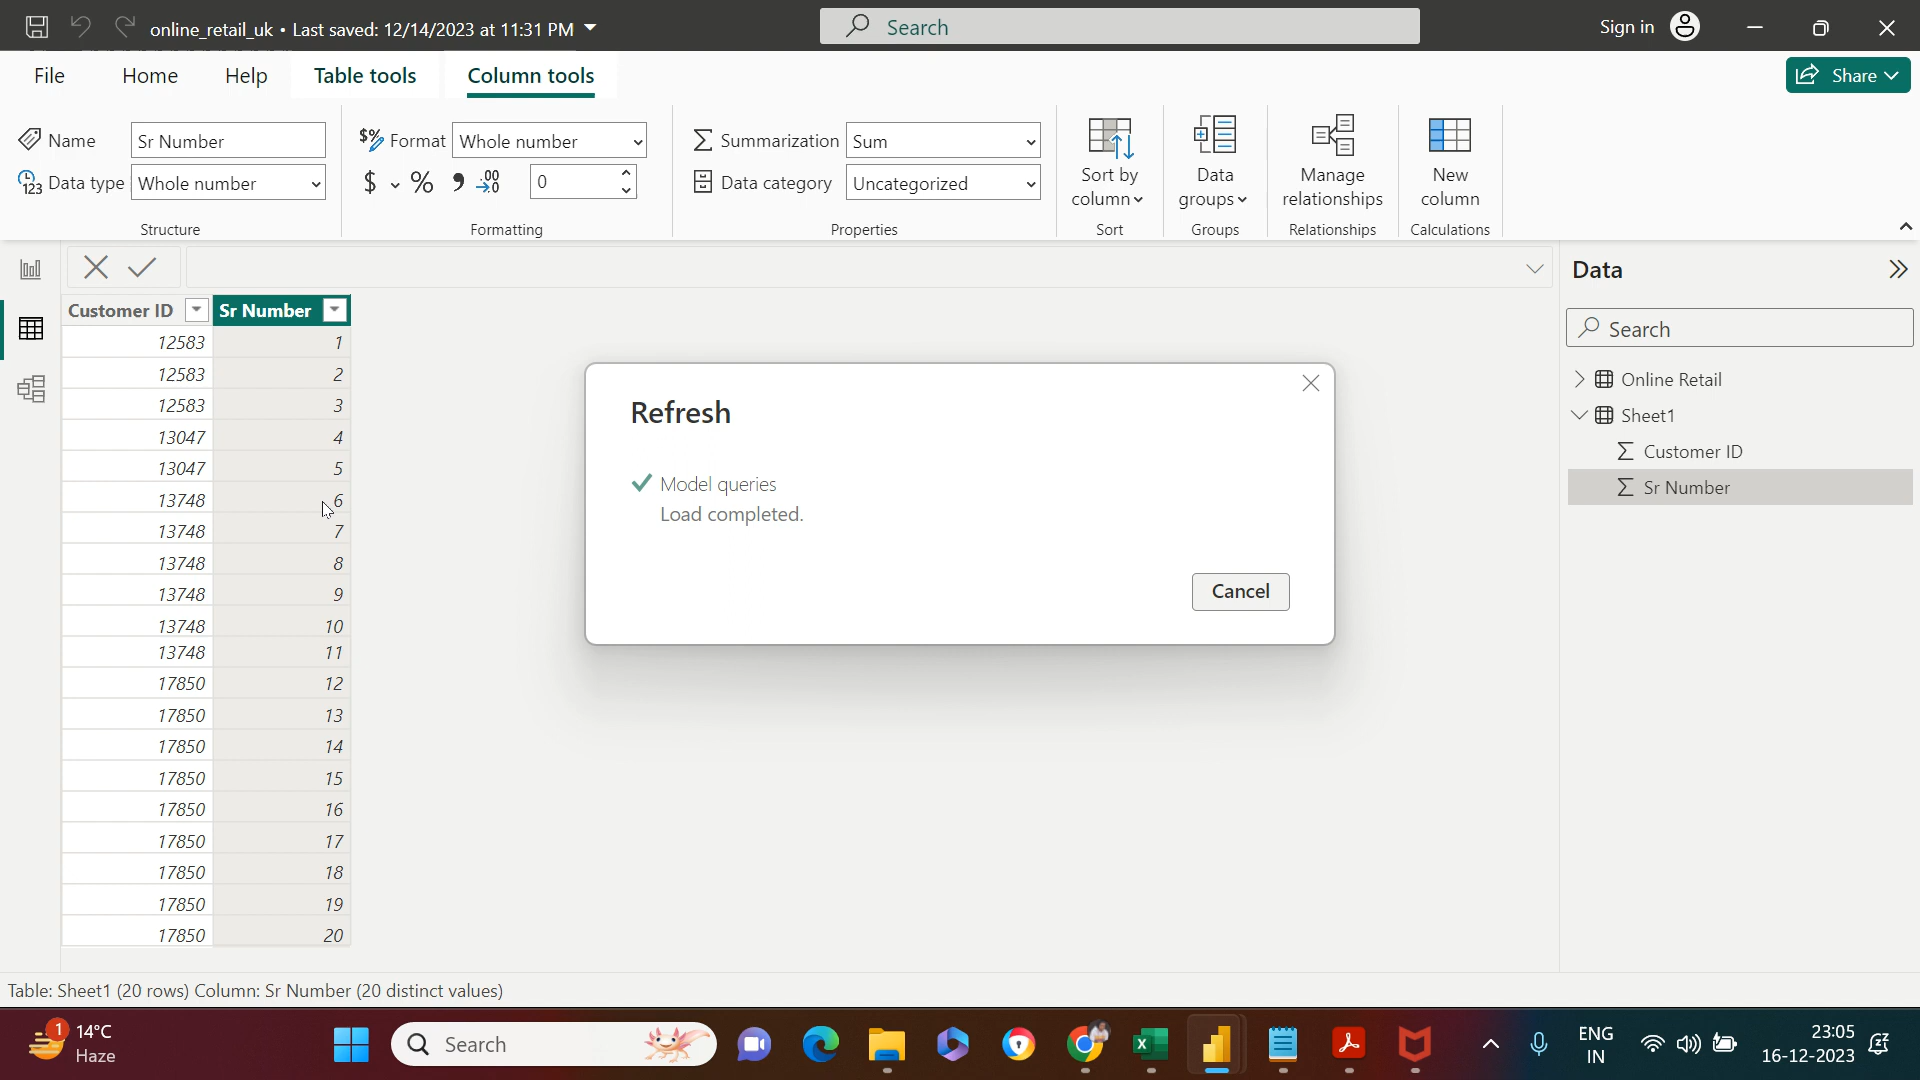 online_retail_uk • Last saved: 12/14/2023 at 11:31 PM
Search
Sign in
File Home Help Table tools Column tools
Share
Name Sr Number
Format Whole number
Summarization Sum
Data type Whole number
$ % 0
Data category Uncategorized
Sort by column
Data groups
Manage relationships
New column
Structure Formatting Properties Sort Groups Relationships Calculations
Customer ID Sr Number
12583 1
12583 2
12583 3
13047 4
13047 5
13748 6
13748 7
13748 8
13748 9
13748 10
13748 11
17850 12
17850 13
17850 14
17850 15
17850 16
17850 17
17850 18
17850 19
17850 20
Refresh
Model queries
Load completed.
Cancel
Data
Search
Online Retail
Sheet1
Customer ID
Sr Number
Table: Sheet1 (20 rows) Column: Sr Number (20 distinct values)
1
14°C
Haze
Search
ENG
IN
23:05
16-12-2023